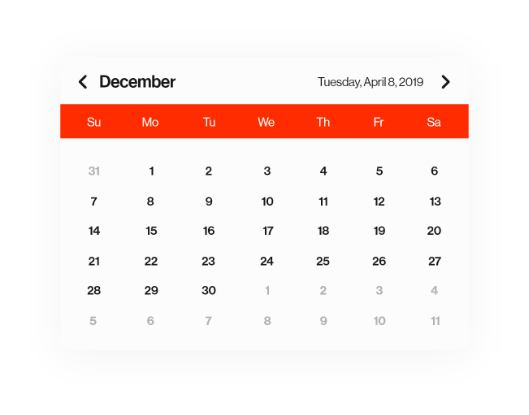 December Tuesday, April 8, 2019
Su Mo Tu We Th Fr Sa
31 1 2 3 4 5 6
7 8 9 10 11 12 13
14 15 16 17 18 19 20
21 22 23 24 25 26 27
28 29 30 1 2 3 4
5 6 7 8 9 10 11